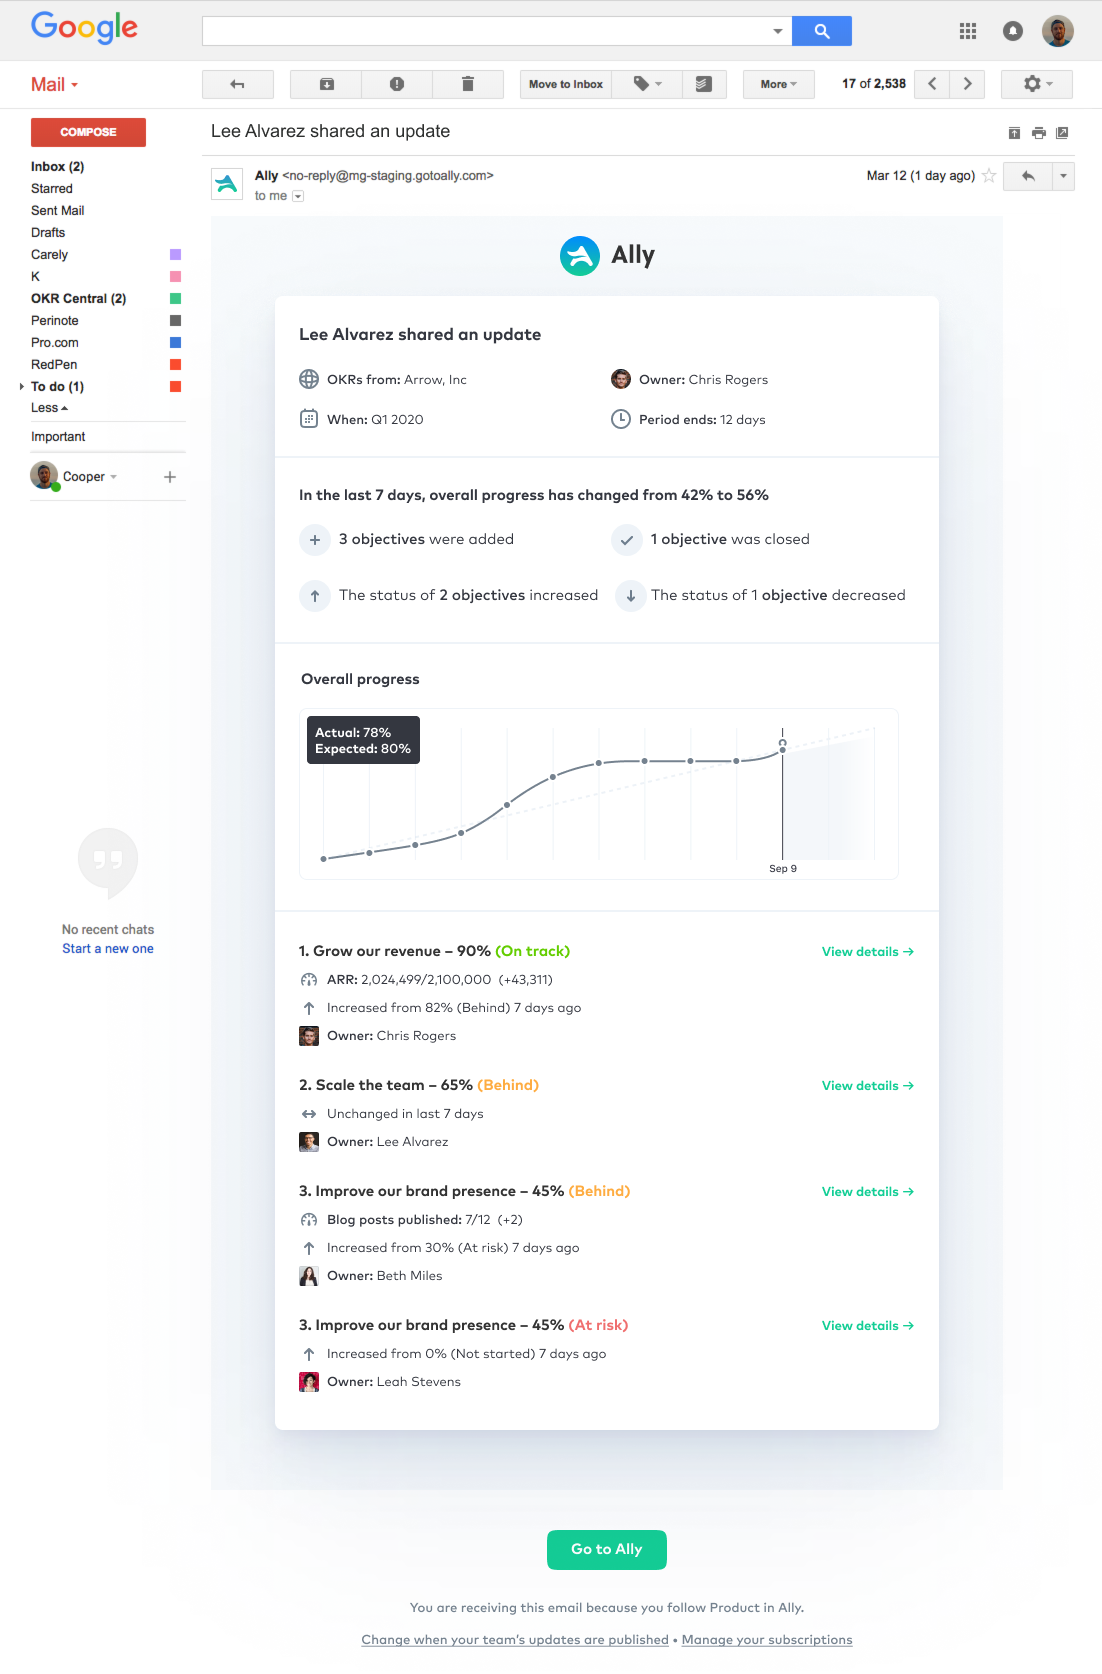 Google
Mail
Move to Inbox
More
17 of 2,538
COMPOSE
Inbox (2)
Starred
Sent Mail
Drafts
Carely
K
OKR Central (2)
Perinote
Pro.com
RedPen
To do (1)
Less
Important
Cooper
No recent chats
Start a new one
Lee Alvarez shared an update
Ally <no-reply@mg-staging.gotoally.com>
Mar 12 (1 day ago)
to me
Ally
Lee Alvarez shared an update
OKRs from: Arrow, Inc
Owner: Chris Rogers
When: Q1 2020
Period ends: 12 days
In the last 7 days, overall progress has changed from 42% to 56%
3 objectives were added
1 objective was closed
The status of 2 objectives increased
The status of 1 objective decreased
Overall progress
Actual: 78%
Expected: 80%
Sep 9
1. Grow our revenue – 90% (On track)
View details →
ARR: 2,024,499/2,100,000 (+43,311)
Increased from 82% (Behind) 7 days ago
Owner: Chris Rogers
2. Scale the team – 65% (Behind)
View details →
Unchanged in last 7 days
Owner: Lee Alvarez
3. Improve our brand presence – 45% (Behind)
View details →
Blog posts published: 7/12 (+2)
Increased from 30% (At risk) 7 days ago
Owner: Beth Miles
3. Improve our brand presence – 45% (At risk)
View details →
Increased from 0% (Not started) 7 days ago
Owner: Leah Stevens
Go to Ally
You are receiving this email because you follow Product in Ally.
Change when your team's updates are published • Manage your subscriptions